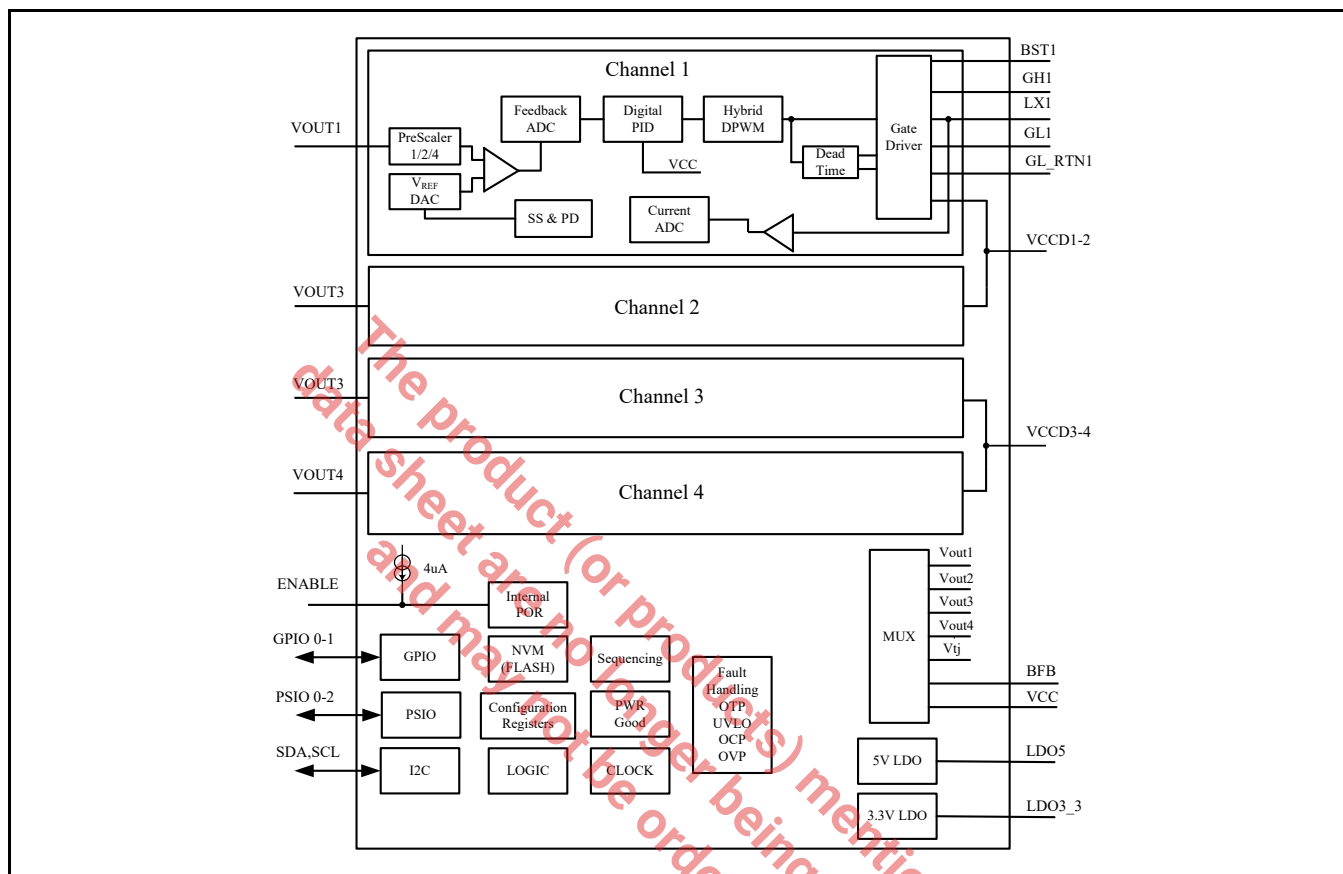 Channel 1
BST1
GH1
LX1
GL1
GL_RTN1
VCCD1-2
VOUT1
PreScaler
1/2/4
VREF
DAC
Feedback
ADC
Digital
PID
VCC
Hybrid
DPWM
Dead
Time
Gate
Driver
SS & PD
Current
ADC
VOUT3
Channel 2
VOUT3
Channel 3
VCCD3-4
VOUT4
Channel 4
4uA
ENABLE
Internal
POR
GPIO 0-1
GPIO
NVM
(FLASH)
Sequencing
PSIO 0-2
PSIO
Configuration
Registers
PWR
Good
SDA,SCL
I2C
LOGIC
CLOCK
Fault
Handling
OTP
UVLO
OCP
OVP
MUX
Vout1
Vout2
Vout3
Vout4
Vtj
BFB
VCC
5V LDO
LDO5
3.3V LDO
LDO3_3
The product (or products) mentio
data sheet are no longer being
and may not be orde